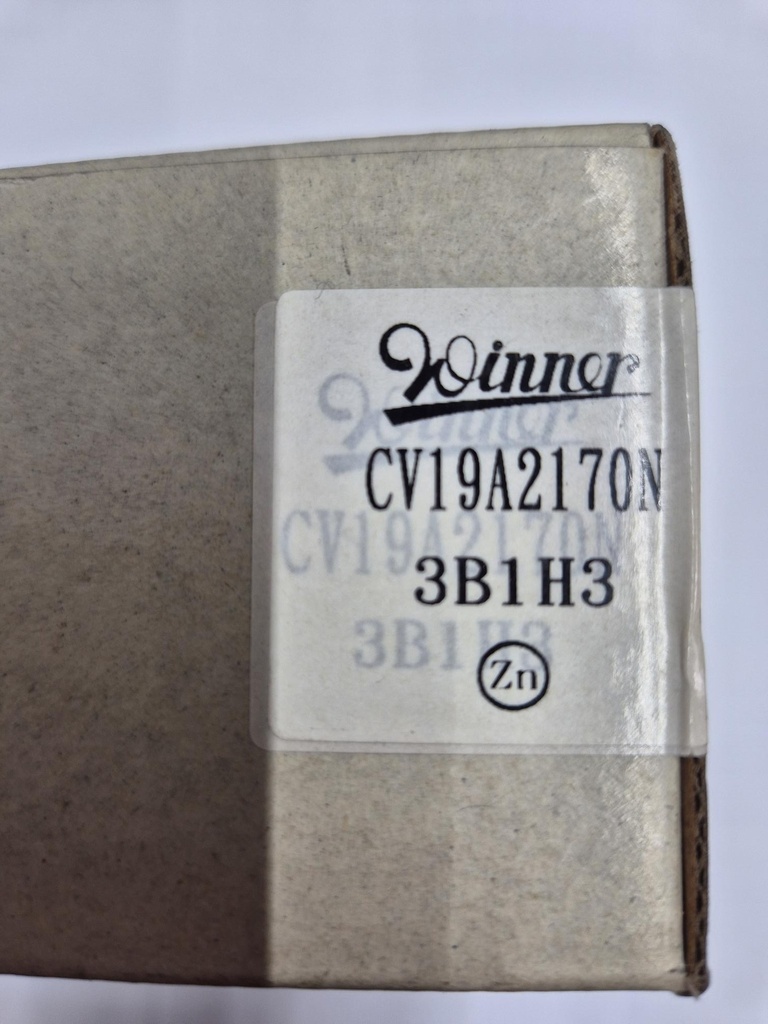 Winner
CV19A2170N
3B1H3
Zn